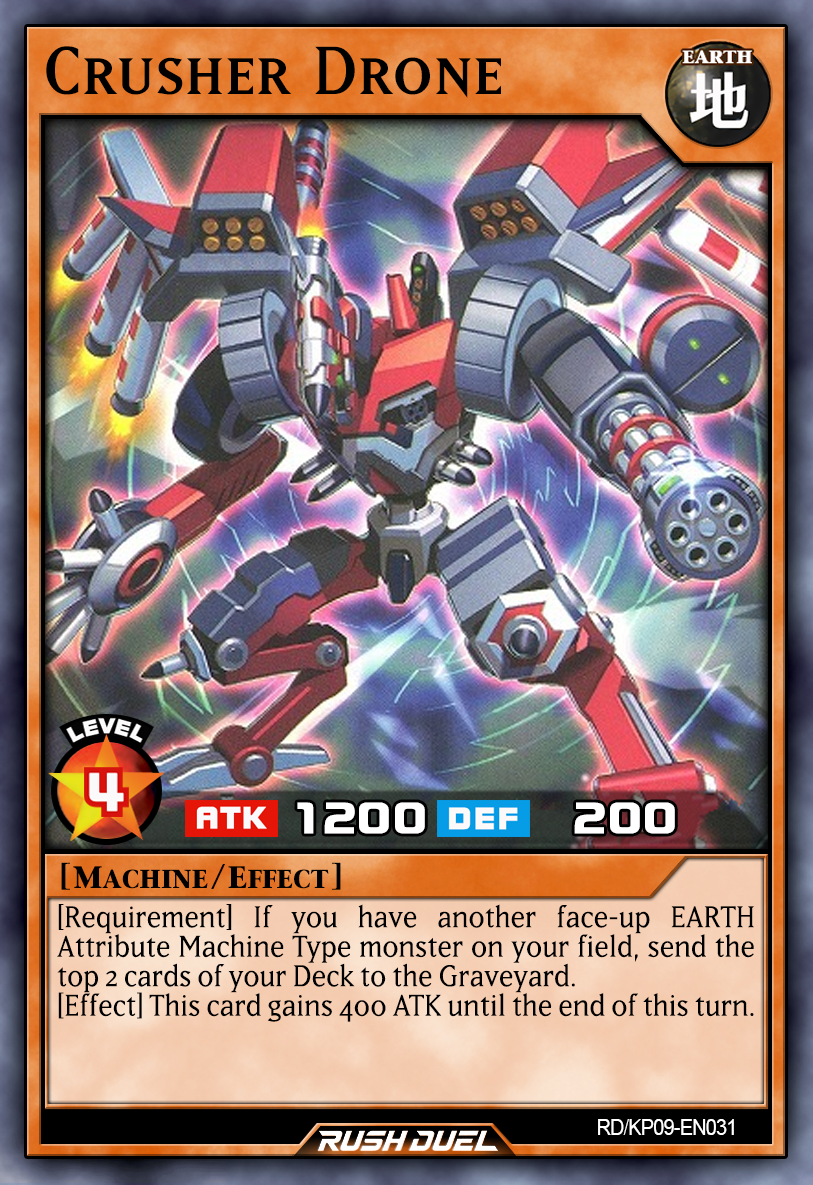 Crusher Drone
EARTH
地
LEVEL
4
ATK 1200 DEF 200
[Machine/Effect]
[Requirement] If you have another face-up EARTH
Attribute Machine Type monster on your field, send the
top 2 cards of your Deck to the Graveyard.
[Effect] This card gains 400 ATK until the end of this turn.
RD/KP09-EN031
RUSH DUEL